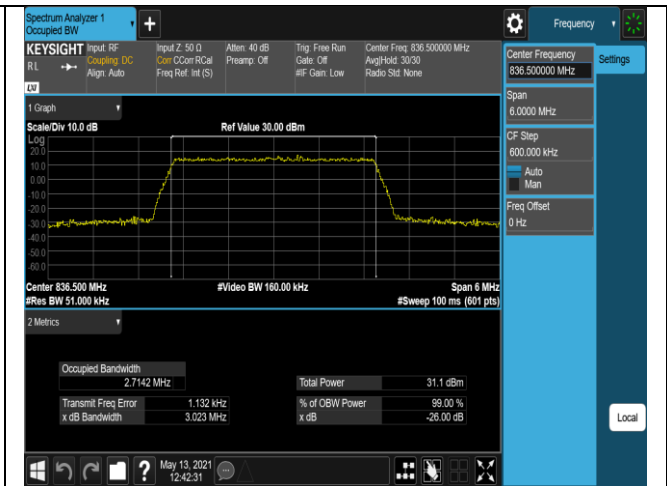 Spectrum Analyzer 1
Occupied BW
+
Frequency
KEYSIGHT
RL
LXI
Input: RF
Coupling: DC
Align: Auto
Input Z: 50 Ω
Corr CCorr RCal
Freq Ref: Int (S)
Atten: 40 dB
Preamp: Off
Trig: Free Run
Gate: Off
#IF Gain: Low
Center Freq: 836.500000 MHz
Avg|Hold: 30/30
Radio Std: None
Center Frequency
836.500000 MHz
Settings
Span
6.0000 MHz
CF Step
600.000 kHz
Auto
Man
Freq Offset
0 Hz
Local
1 Graph
Scale/Div 10.0 dB
Ref Value 30.00 dBm
Log
20.0
10.0
0.00
-10.0
-20.0
-30.0
-40.0
-50.0
-60.0
Center 836.500 MHz
#Video BW 160.00 kHz
Span 6 MHz
#Res BW 51.000 kHz
#Sweep 100 ms (601 pts)
2 Metrics
Occupied Bandwidth
2.7142 MHz
Total Power 31.1 dBm
Transmit Freq Error 1.132 kHz
% of OBW Power 99.00 %
x dB Bandwidth 3.023 MHz
x dB -26.00 dB
?
May 13, 2021
12:42:31